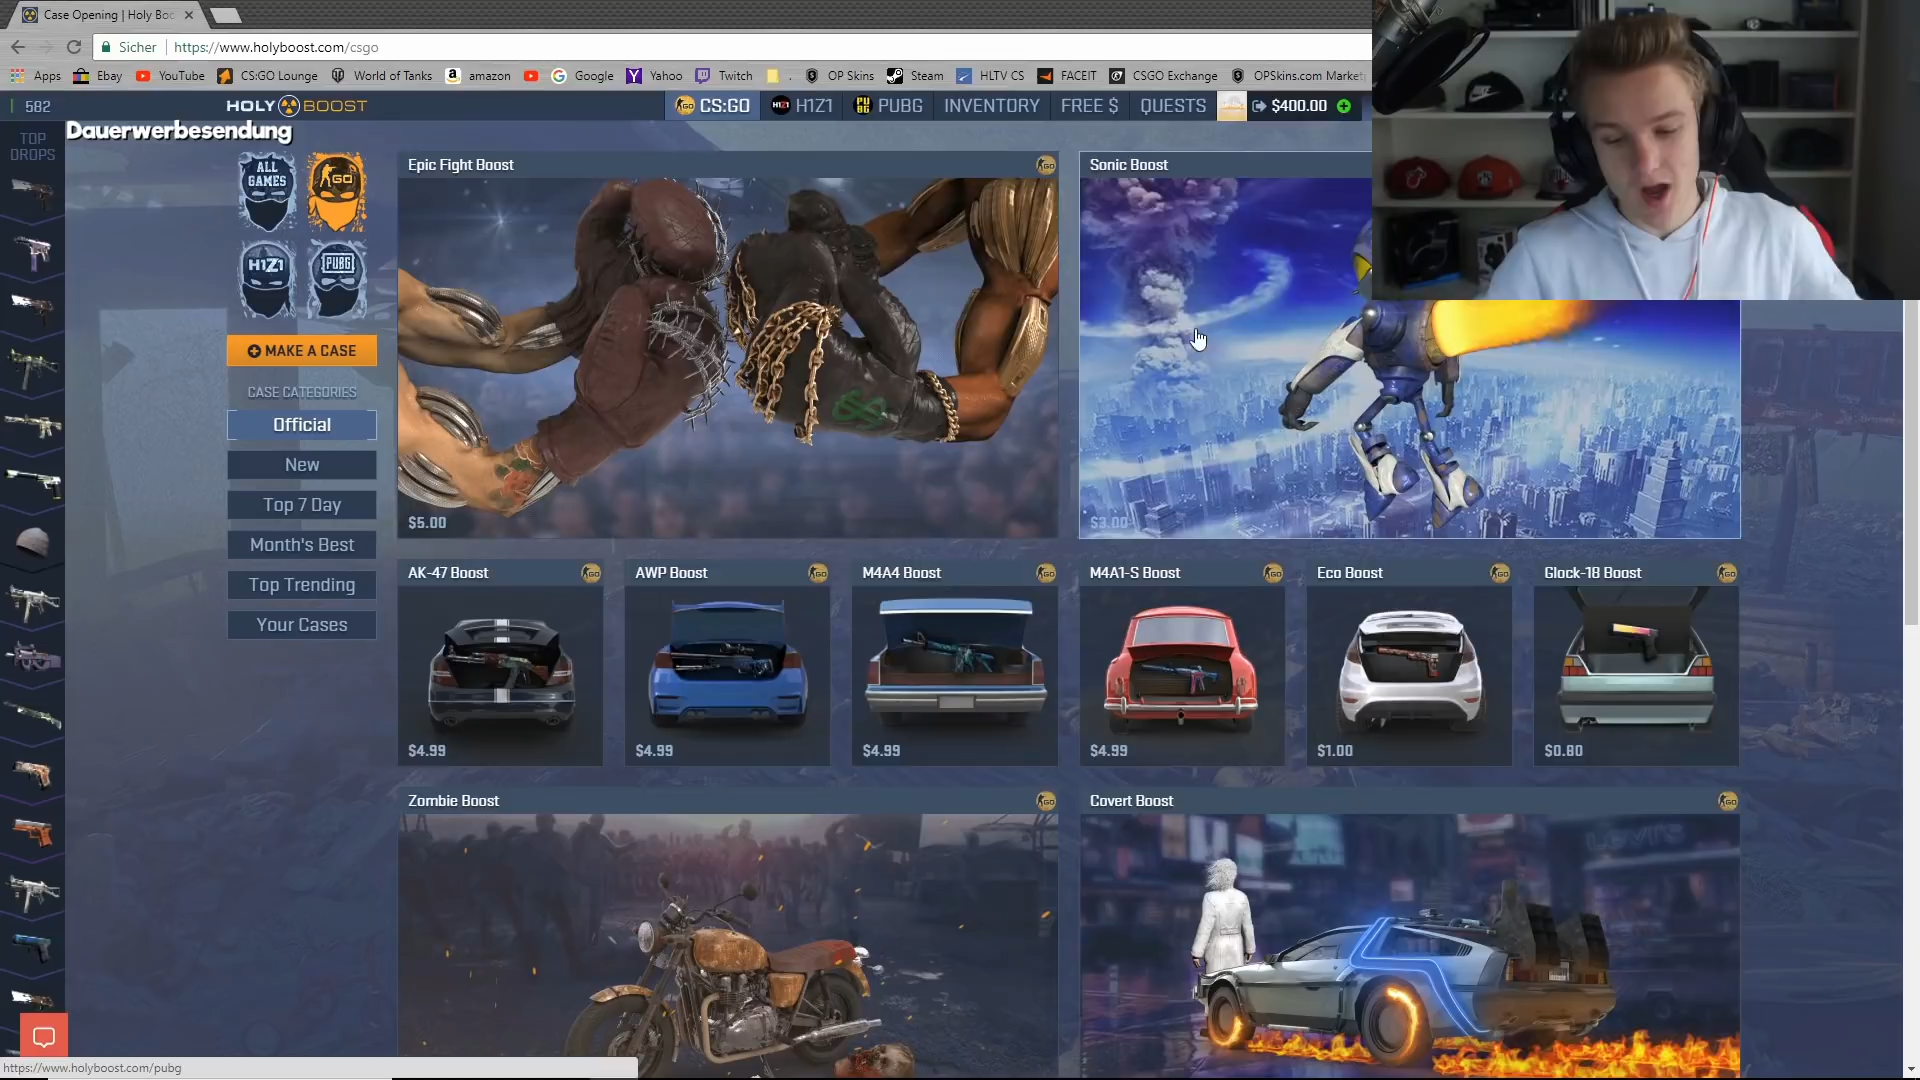 Case Opening | Holy Boo
Sicher | https://www.holyboost.com/csgo
Apps Ebay YouTube CS:GO Lounge World of Tanks amazon Google Yahoo Twitch . OP Skins Steam HLTV CS FACEIT CSGO Exchange OPSkins.com Market
582 HOLY BOOST CS:GO H1Z1 PUBG INVENTORY FREE $ QUESTS $400.00
Dauerwerbesendung
TOP
DROPS
ALL
GAMES
GO
H1Z1
PUBG
MAKE A CASE
CASE CATEGORIES
Official
New
Top 7 Day
Month's Best
Top Trending
Your Cases
Epic Fight Boost
$5.00
Sonic Boost
$3.00
AK-47 Boost
$4.99
AWP Boost
$4.99
M4A4 Boost
$4.99
M4A1-S Boost
$4.99
Eco Boost
$1.00
Glock-18 Boost
$0.80
Zombie Boost
Covert Boost
https://www.holyboost.com/pubg